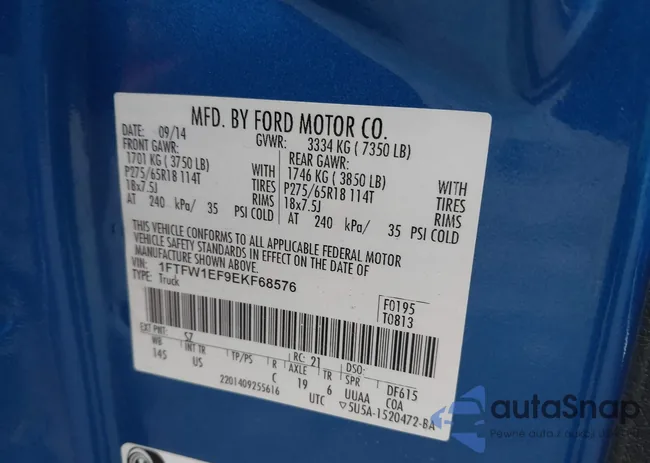 MFD. BY FORD MOTOR CO.
DATE: 09/14 GVWR: 3334 KG ( 7350 LB)
FRONT GAWR: REAR GAWR:
1701 KG ( 3750 LB) WITH 1746 KG ( 3850 LB) WITH
P275/65R18 114T TIRES P275/65R18 114T TIRES
18x7.5J RIMS 18x7.5J RIMS
AT 240 kPa/ 35 PSI COLD AT 240 kPa/ 35 PSI COLD
THIS VEHICLE CONFORMS TO ALL APPLICABLE FEDERAL MOTOR
VEHICLE SAFETY STANDARDS IN EFFECT ON THE DATE OF
MANUFACTURE SHOWN ABOVE.
VIN: 1FTFW1EF9EKF68576
TYPE: Truck
F0195
T0813
EXT PNT: SZ RC: 21 DSO:
WB INT TR TP/PS R AXLE TR SPR DF615
145 US C 19 6 UUAA COA
2201409255616 UTC ▽5U5A-1520472-BA
autoSnap
Pewne auto